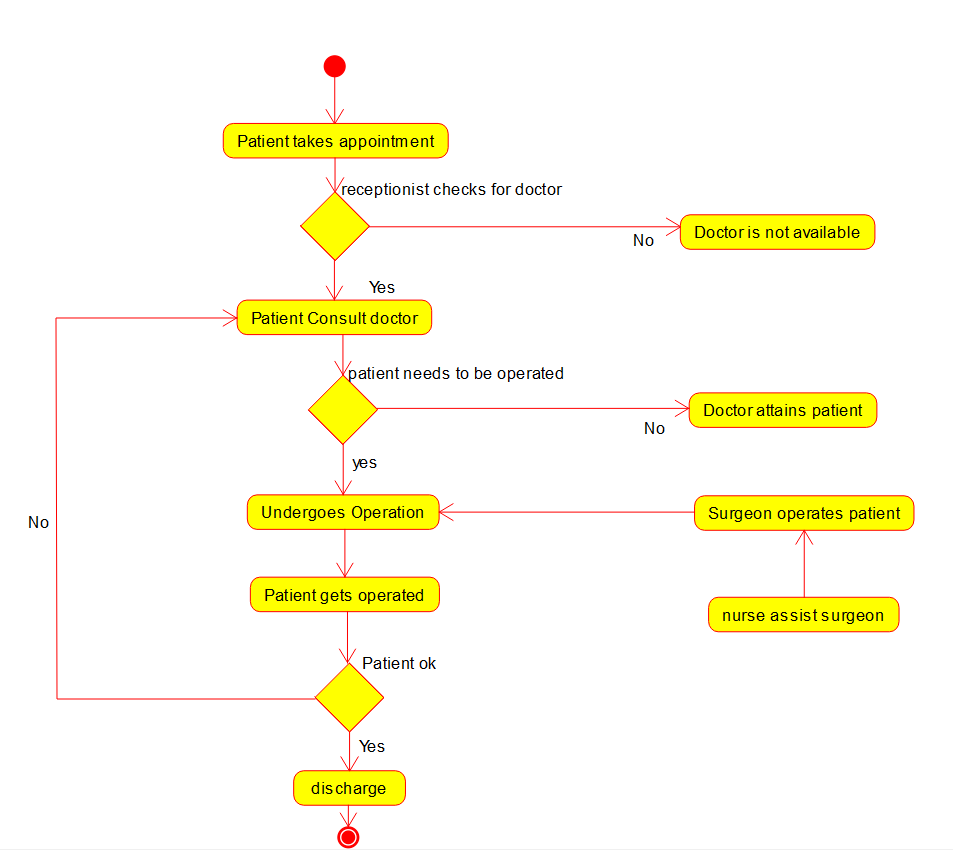 Patient takes appointment
receptionist checks for doctor
No
Doctor is not available
Yes
Patient Consult doctor
patient needs to be operated
Doctor attains patient
No
yes
Undergoes Operation
Surgeon operates patient
No
Patient gets operated
nurse assist surgeon
Patient ok
Yes
discharge